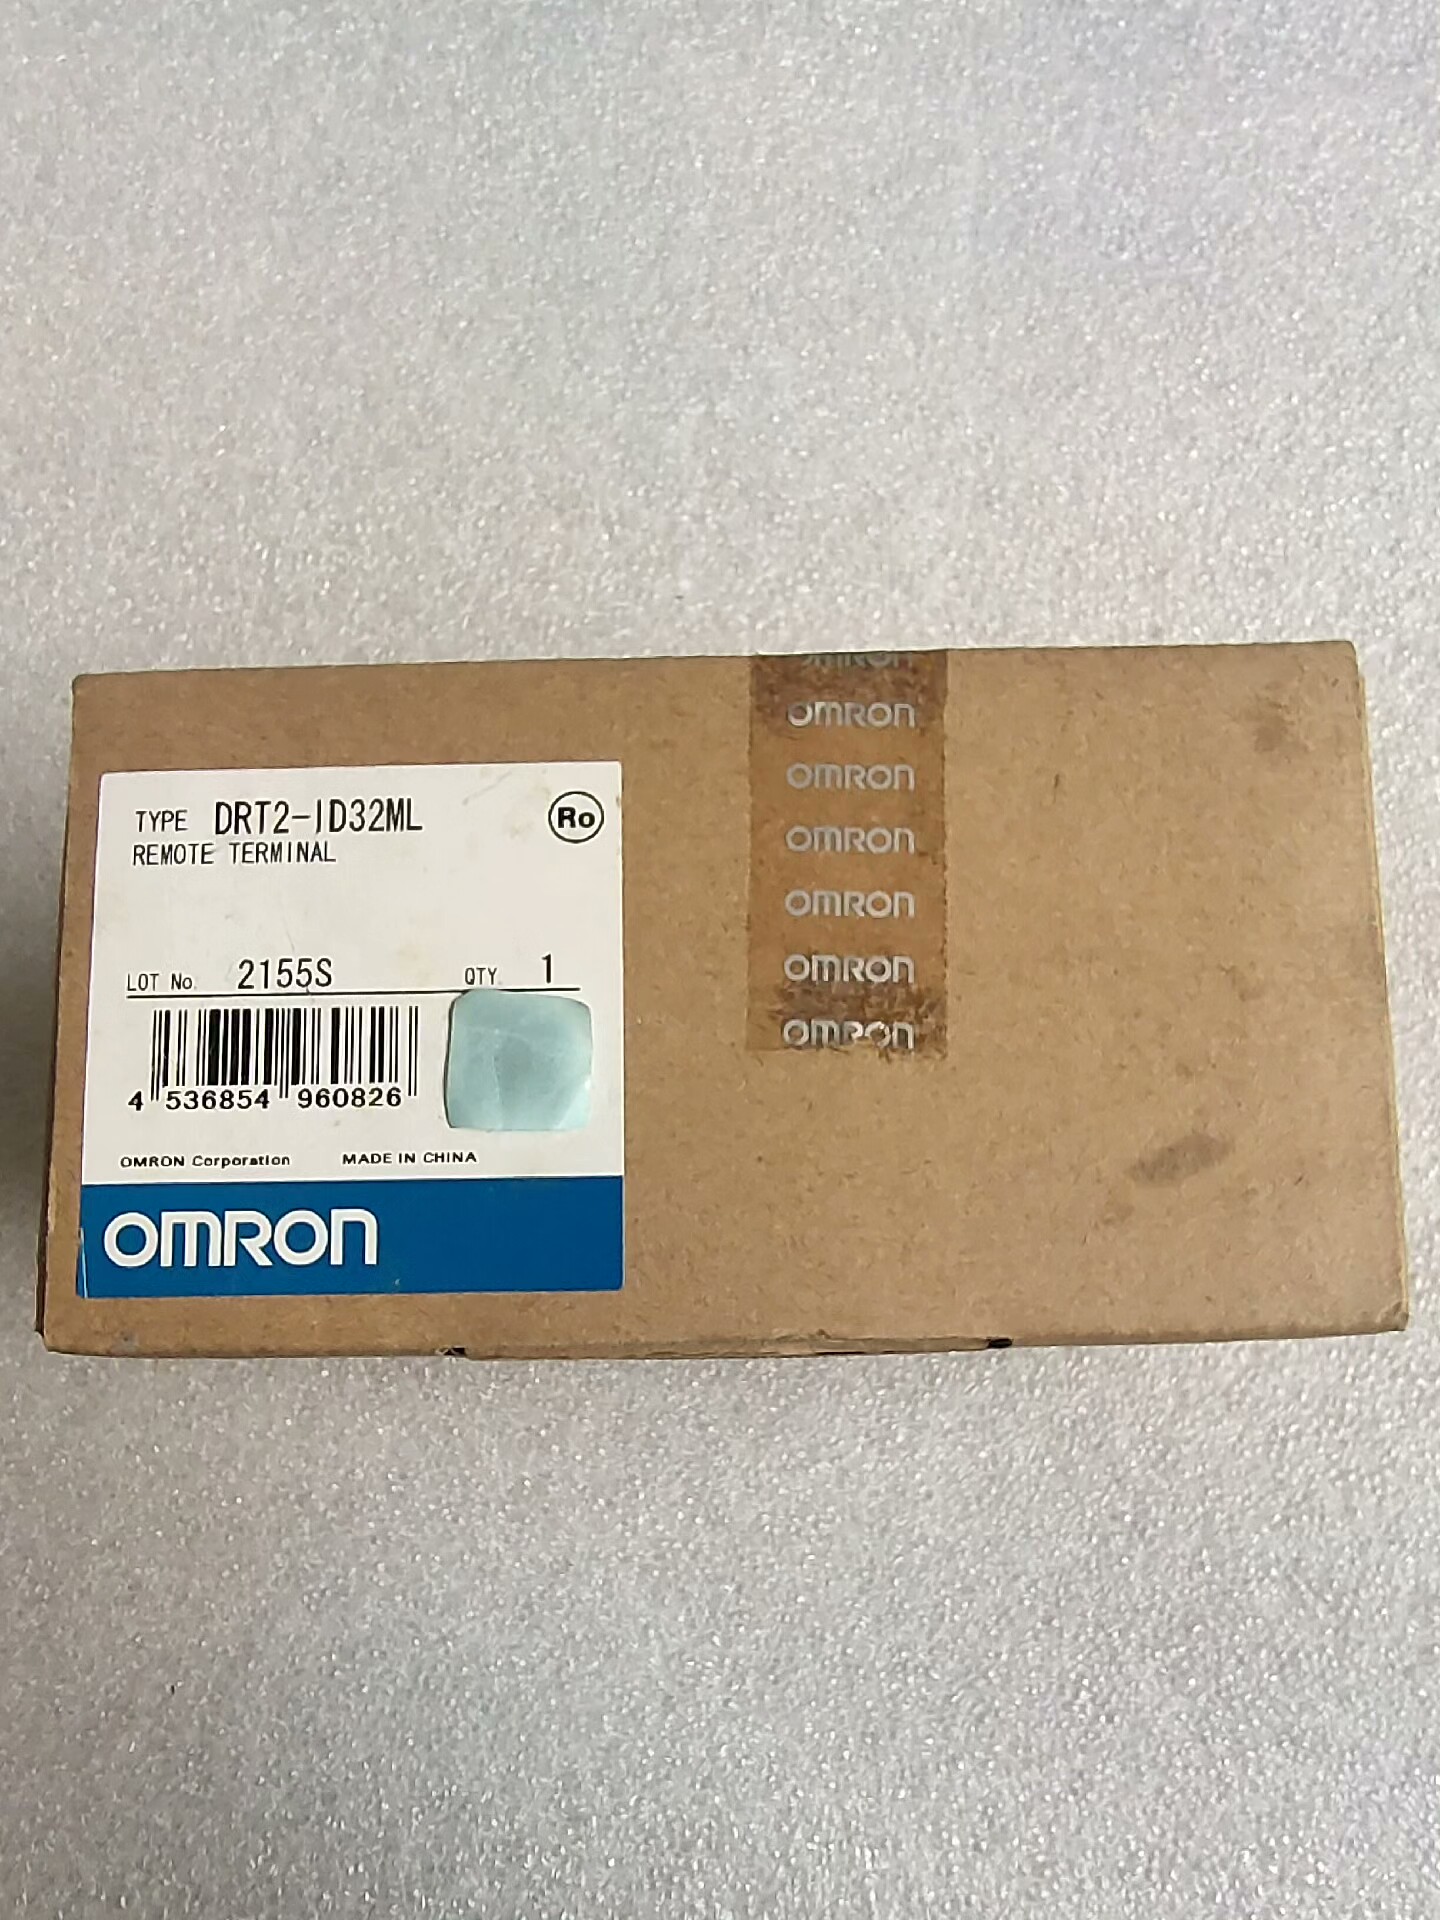 TYPE DRT2-ID32ML Ro
REMOTE TERMINAL
LOT No. 2155S QTY. 1
4 536854 960826
OMRON Corporation MADE IN CHINA
OMRON
OMRON
OMRON
OMRON
OMRON
OMRON
OMRON
OMRON